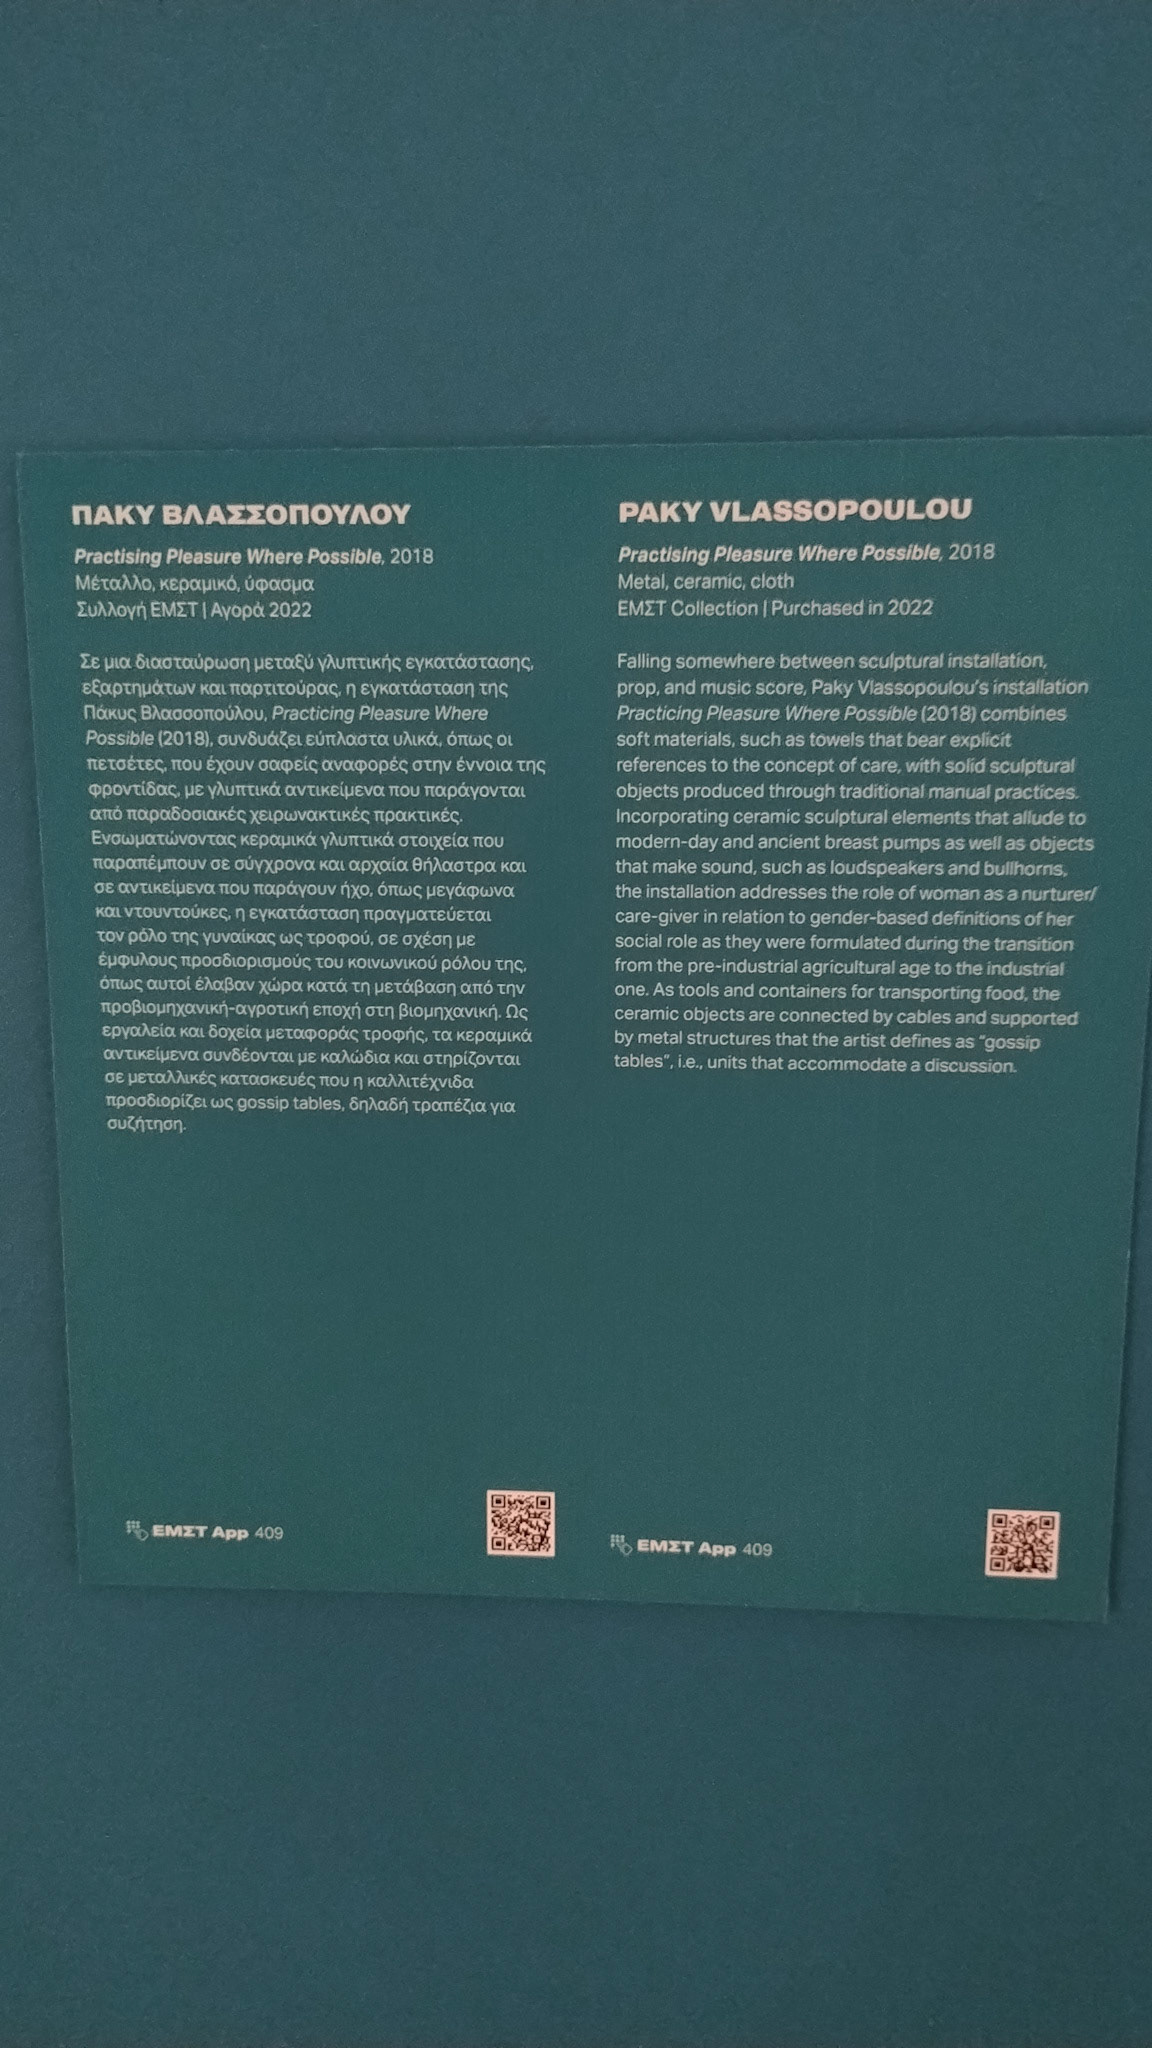 ΠΑΚΥ ΒΛΑΣΣΟΠΟΥΛΟΥ
Practising Pleasure Where Possible, 2018
Μέταλλο, κεραμικό, ύφασμα
Συλλογή ΕΜΣΤ | Αγορά 2022
Σε μια διασταύρωση μεταξύ γλυπτικής εγκατάστασης,
εξαρτημάτων και παρτιτούρας, η εγκατάσταση της
Πάκυς Βλασσοπούλου, Practicing Pleasure Where
Possible (2018), συνδυάζει εύπλαστα υλικά, όπως οι
πετσέτες, που έχουν σαφείς αναφορές στην έννοια της
φροντίδας, με γλυπτικά αντικείμενα που παράγονται
από παραδοσιακές χειρωνακτικές πρακτικές.
Ενσωματώνοντας κεραμικά γλυπτικά στοιχεία που
παραπέμπουν σε σύγχρονα και αρχαία θήλαστρα και
σε αντικείμενα που παράγουν ήχο, όπως μεγάφωνα
και ντουντούκες, η εγκατάσταση πραγματεύεται
τον ρόλο της γυναίκας ως τροφού, σε σχέση με
έμφυλους προσδιορισμούς του κοινωνικού ρόλου της,
όπως αυτοί έλαβαν χώρα κατά τη μετάβαση από την
προβιομηχανική-αγροτική εποχή στη βιομηχανική. Ως
εργαλεία και δοχεία μεταφοράς τροφής, τα κεραμικά
αντικείμενα συνδέονται με καλώδια και στηρίζονται
σε μεταλλικές κατασκευές που η καλλιτέχνιδα
προσδιορίζει ως gossip tables, δηλαδή τραπέζια για
συζήτηση.
ΕΜΣΤ App 409
PAKY VLASSOPOULOU
Practising Pleasure Where Possible, 2018
Metal, ceramic, cloth
ΕΜΣΤ Collection | Purchased in 2022
Falling somewhere between sculptural installation,
prop, and music score, Paky Vlassopoulou's installation
Practicing Pleasure Where Possible (2018) combines
soft materials, such as towels that bear explicit
references to the concept of care, with solid sculptural
objects produced through traditional manual practices.
Incorporating ceramic sculptural elements that allude to
modern-day and ancient breast pumps as well as objects
that make sound, such as loudspeakers and bullhorns,
the installation addresses the role of woman as a nurturer/
care-giver in relation to gender-based definitions of her
social role as they were formulated during the transition
from the pre-industrial agricultural age to the industrial
one. As tools and containers for transporting food, the
ceramic objects are connected by cables and supported
by metal structures that the artist defines as “gossip
tables”, i.e., units that accommodate a discussion.
ΕΜΣΤ App 409